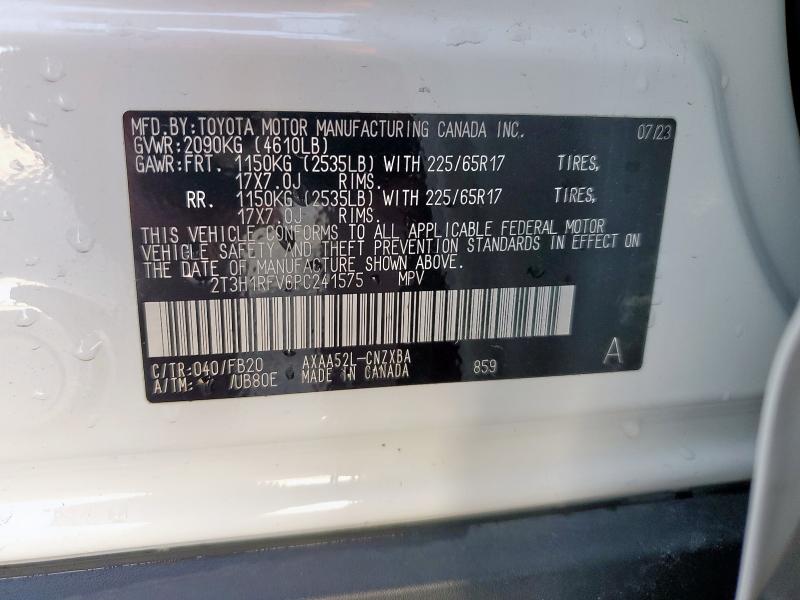 MFD.BY:TOYOTA MOTOR MANUFACTURING CANADA INC. 07/23
GVWR:2090KG (4610LB)
GAWR:FRT. 1150KG (2535LB) WITH 225/65R17 TIRES,
17X7.0J RIMS.
RR. 1150KG (2535LB) WITH 225/65R17 TIRES,
17X7.0J RIMS.
THIS VEHICLE CONFORMS TO ALL APPLICABLE FEDERAL MOTOR
VEHICLE SAFETY AND THEFT PREVENTION STANDARDS IN EFFECT ON
THE DATE OF MANUFACTURE SHOWN ABOVE.
2T3H1RFV6PC241575 MPV
C/TR:040/FB20 AXAA52L-CNZXBA 859 A
A/TM: /UB80E MADE IN CANADA